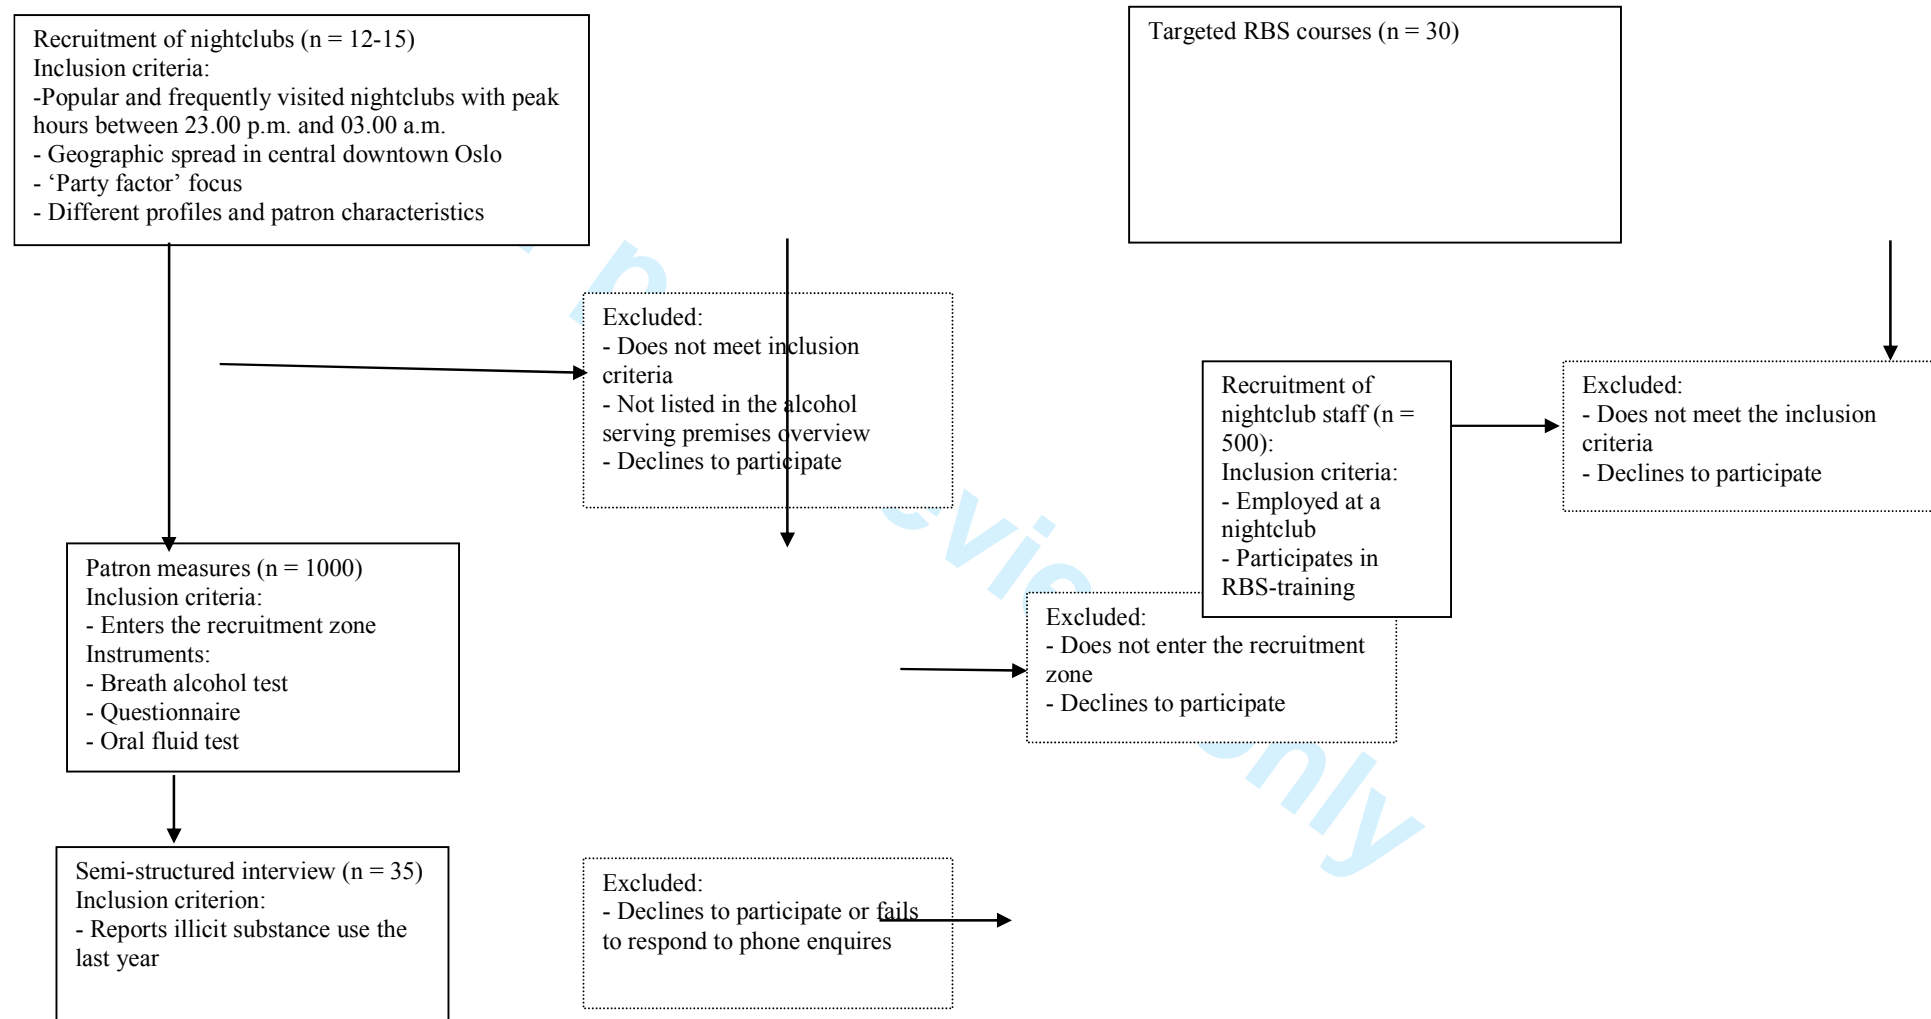 Recruitment of nightclubs (n = 12-15)
Inclusion criteria:
-Popular and frequently visited nightclubs with peak
hours between 23.00 p.m. and 03.00 a.m.
- Geographic spread in central downtown Oslo
- ‘Party factor’ focus
- Different profiles and patron characteristics
Targeted RBS courses (n = 30)
Excluded:
- Does not meet inclusion
criteria
- Not listed in the alcohol
serving premises overview
- Declines to participate
Recruitment of
nightclub staff (n =
500):
Inclusion criteria:
- Employed at a
nightclub
- Participates in
RBS-training
Excluded:
- Does not meet the inclusion
criteria
- Declines to participate
Patron measures (n = 1000)
Inclusion criteria:
- Enters the recruitment zone
Instruments:
- Breath alcohol test
- Questionnaire
- Oral fluid test
Excluded:
- Does not enter the recruitment
zone
- Declines to participate
Semi-structured interview (n = 35)
Inclusion criterion:
- Reports illicit substance use the
last year
Excluded:
- Declines to participate or fails
to respond to phone enquires
only